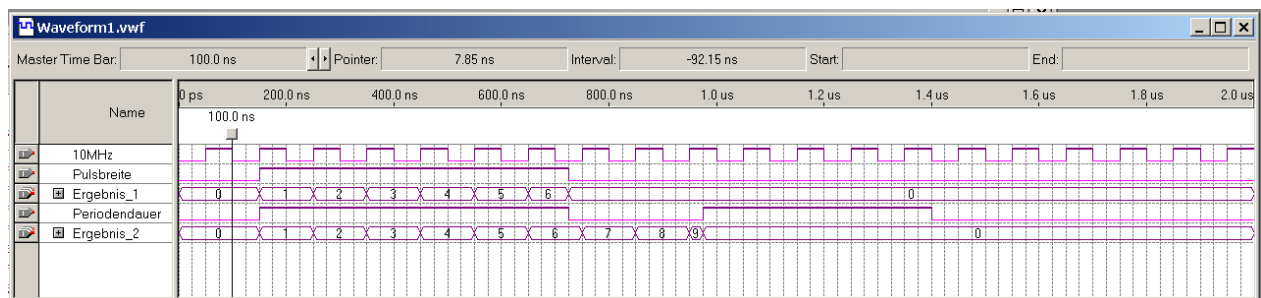 Waveform1.vwf
Master Time Bar: 100.0 ns Pointer: 7.85 ns Interval: -92.15 ns Start: End:
Name 0 ps 200.0 ns 400.0 ns 600.0 ns 800.0 ns 1.0 us 1.2 us 1.4 us 1.6 us 1.8 us 2.0 us
100.0 ns
10MHz
Pulsbreite
Ergebnis_1 0 1 2 3 4 5 6 0
Periodendauer
Ergebnis_2 0 1 2 3 4 5 6 7 8 9 0